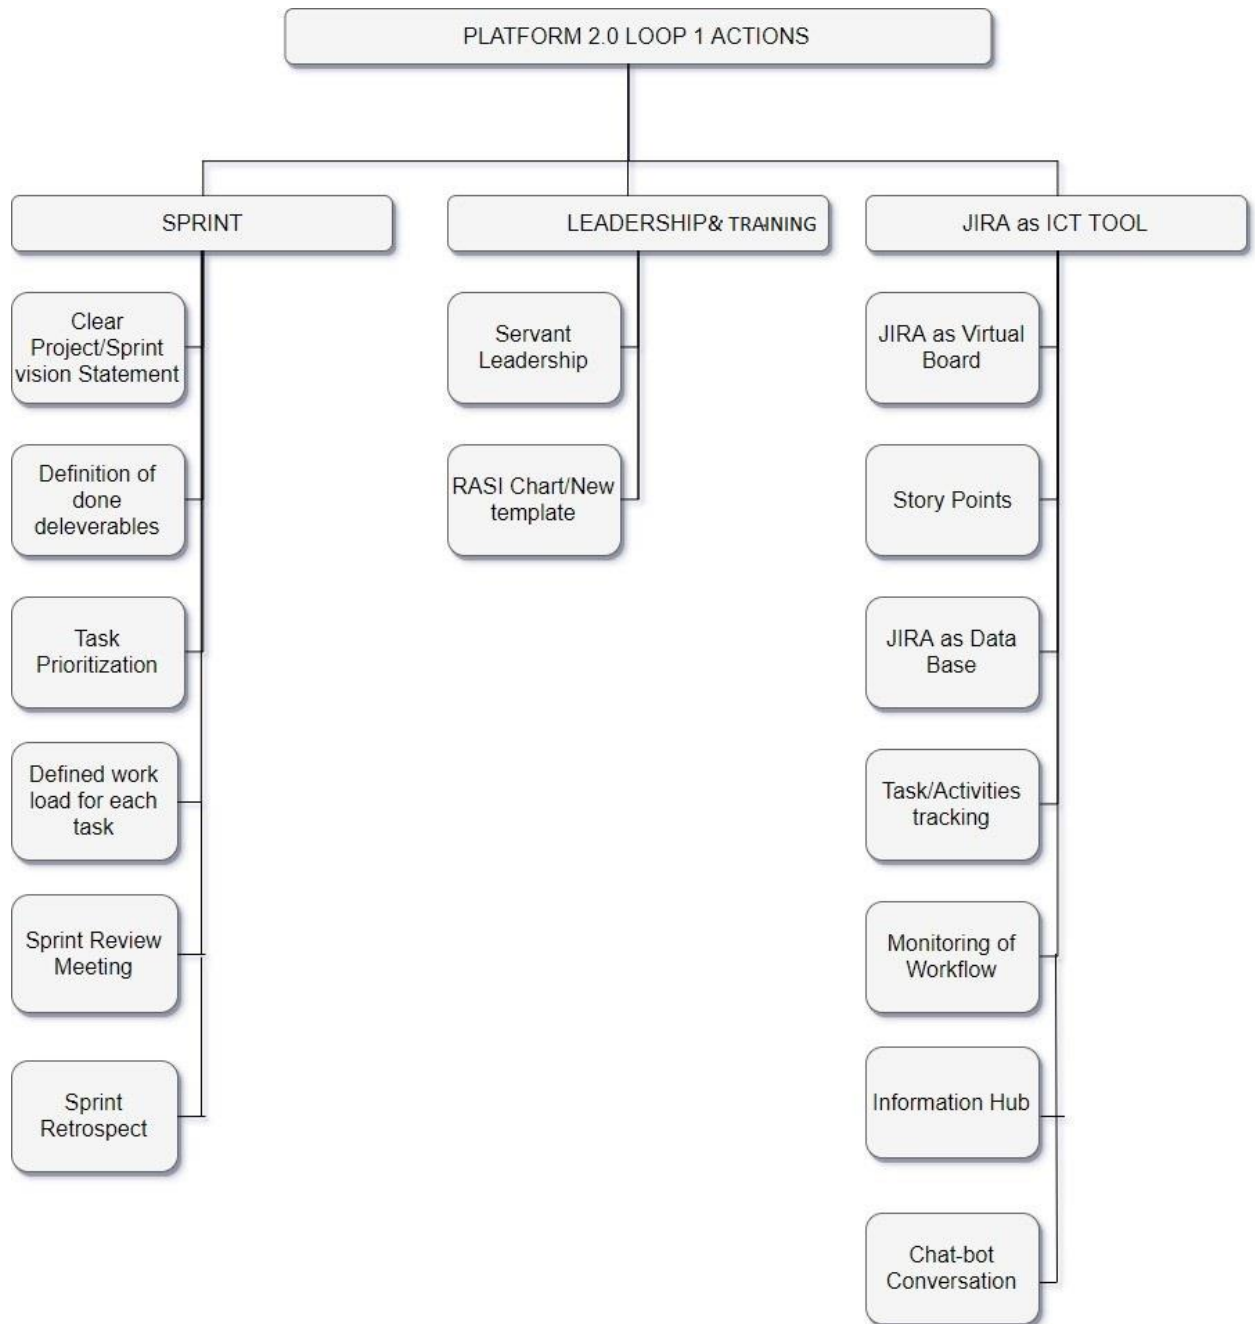 PLATFORM 2.0 LOOP 1 ACTIONS
SPRINT
Clear
Project/Sprint
vision Statement
Definition of
done
deleverables
Task
Prioritization
Defined work
load for each
task
Sprint Review
Meeting
Sprint
Retrospect
LEADERSHIP& TRAINING
Servant
Leadership
RASI Chart/New
template
JIRA as ICT TOOL
JIRA as Virtual
Board
Story Points
JIRA as Data
Base
Task/Activities
tracking
Monitoring of
Workflow
Information Hub
Chat-bot
Conversation